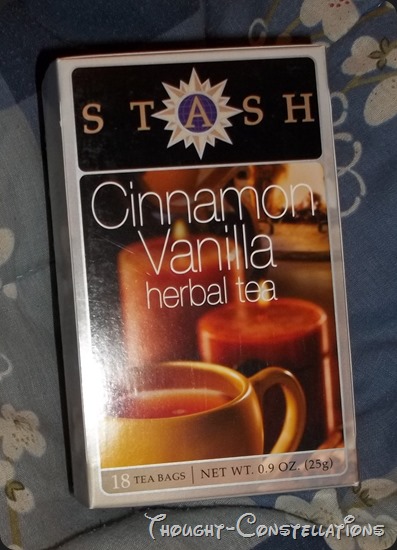 STASH
Cinnamon
Vanilla
herbal tea
18 TEA BAGS | NET WT. 0.9 OZ. (25g)
Thought-Constellations